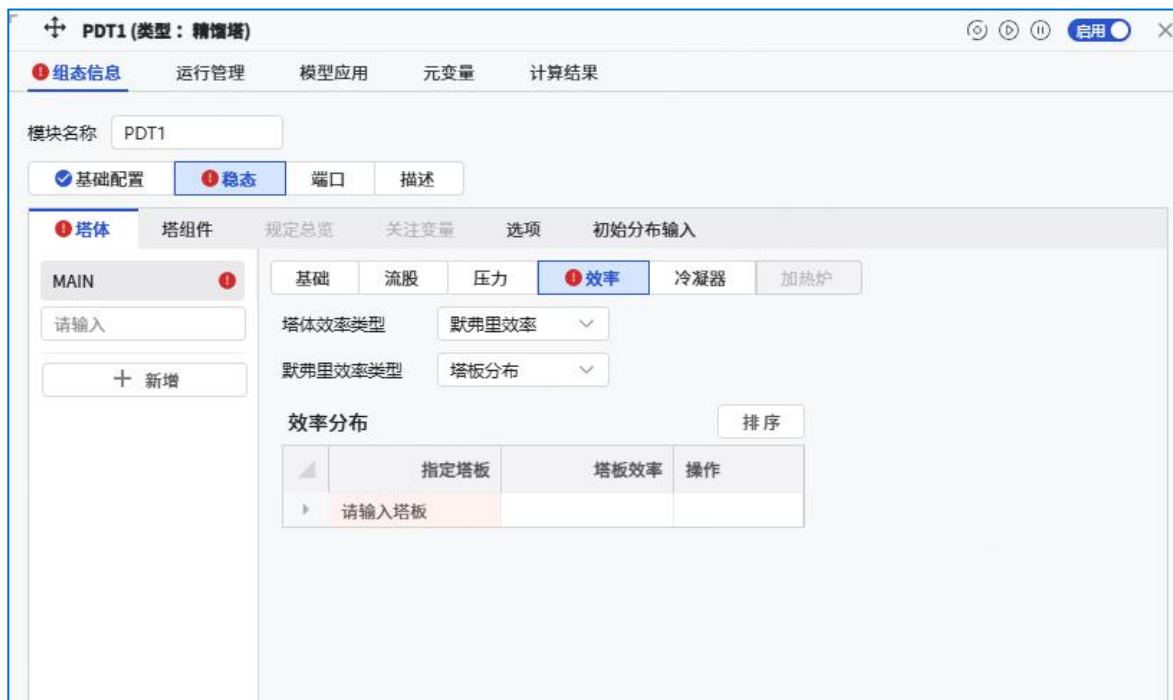 PDT1 (类型：精馏塔) 启用
组态信息 运行管理 模型应用 元变量 计算结果
模块名称 PDT1
基础配置 稳态 端口 描述
塔体 塔组件 规定总览 关注变量 选项 初始分布输入
MAIN 基础 流股 压力 效率 冷凝器 加热炉
请输入 塔体效率类型 默弗里效率
新增 默弗里效率类型 塔板分布
效率分布 排序
指定塔板 塔板效率 操作
请输入塔板